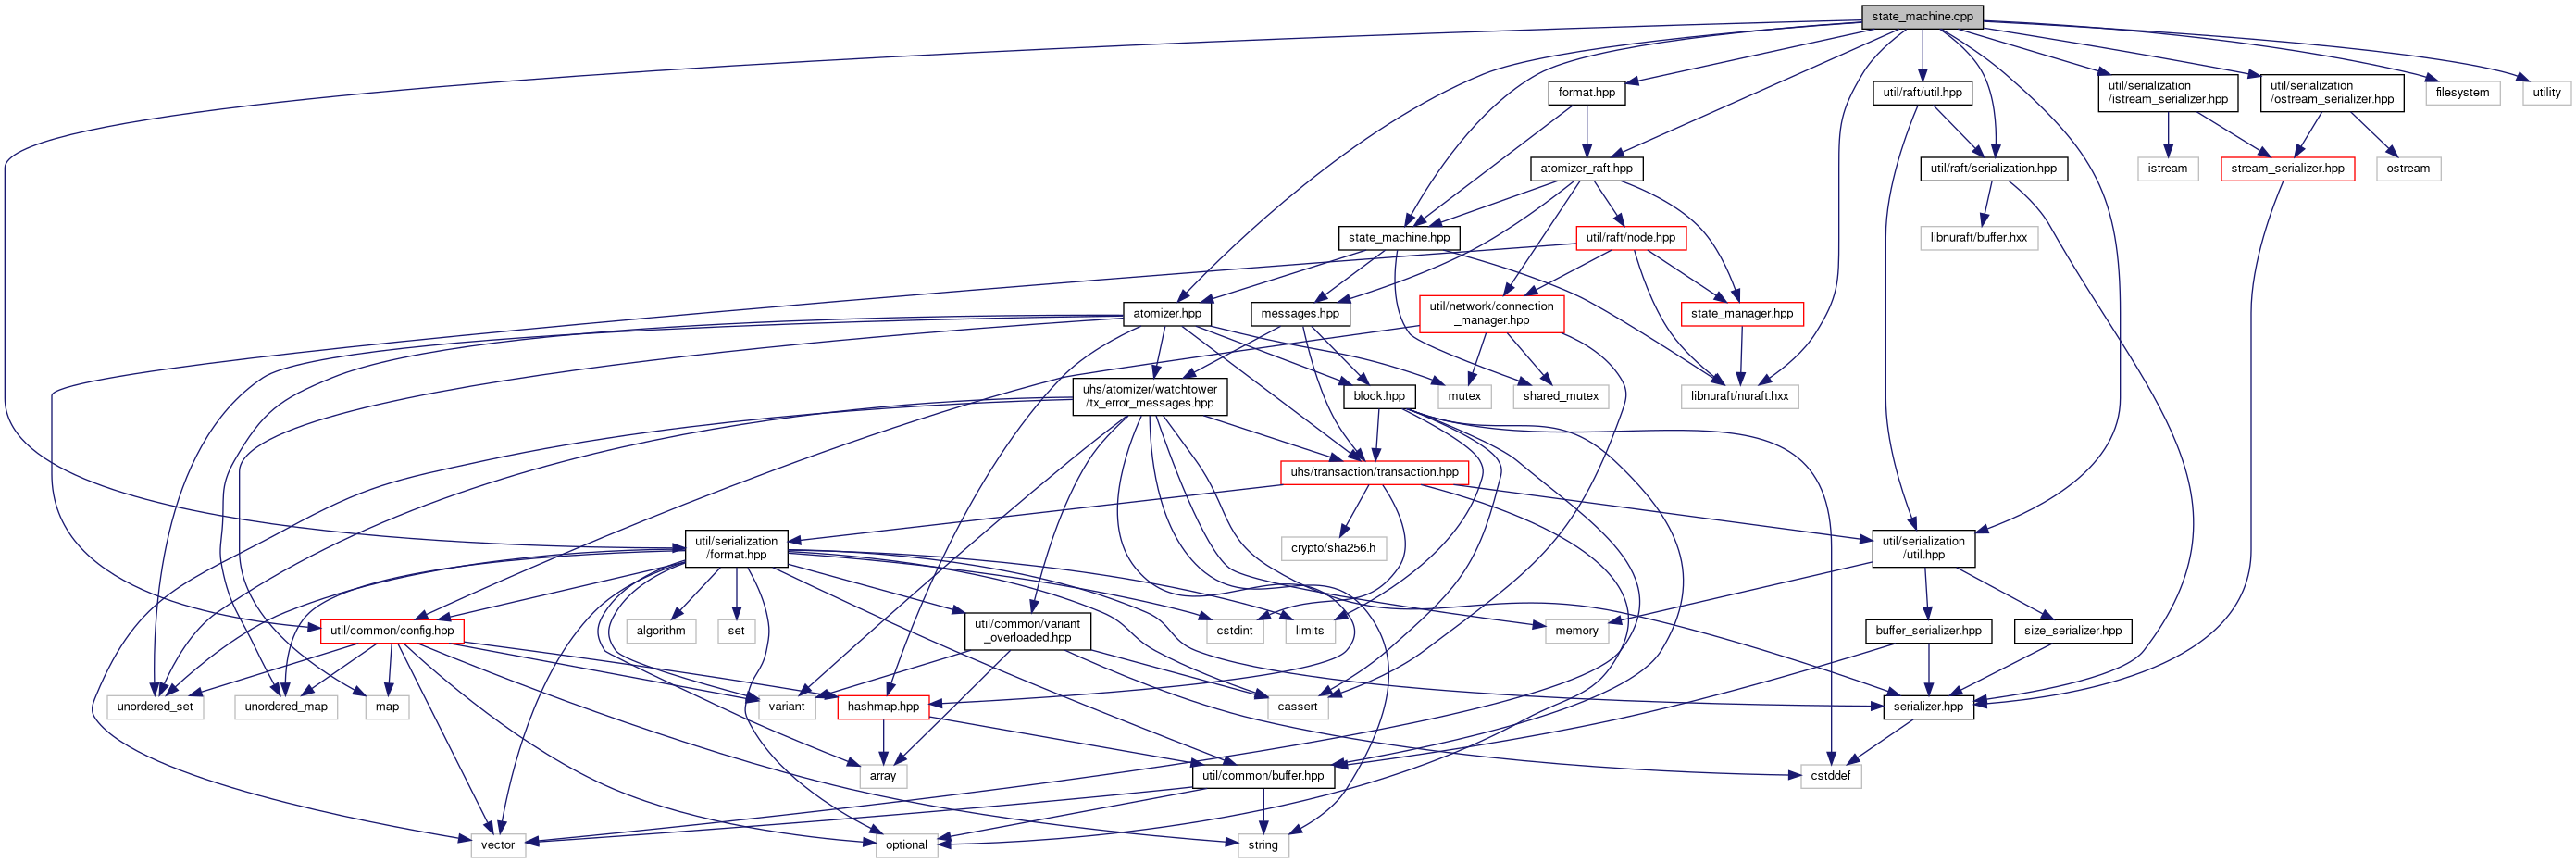 state_machine.cpp
format.hpp
util/raft/util.hpp
util/serialization
/istream_serializer.hpp
util/serialization
/ostream_serializer.hpp
filesystem
utility
atomizer_raft.hpp
util/raft/serialization.hpp
istream
stream_serializer.hpp
ostream
state_machine.hpp
util/raft/node.hpp
libnuraft/buffer.hxx
atomizer.hpp
messages.hpp
util/network/connection
_manager.hpp
state_manager.hpp
uhs/atomizer/watchtower
/tx_error_messages.hpp
block.hpp
mutex
shared_mutex
libnuraft/nuraft.hxx
uhs/transaction/transaction.hpp
util/serialization
/format.hpp
crypto/sha256.h
util/serialization
/util.hpp
util/common/config.hpp
algorithm
set
util/common/variant
_overloaded.hpp
cstdint
limits
memory
buffer_serializer.hpp
size_serializer.hpp
unordered_set
unordered_map
map
variant
hashmap.hpp
cassert
serializer.hpp
array
util/common/buffer.hpp
cstddef
vector
optional
string